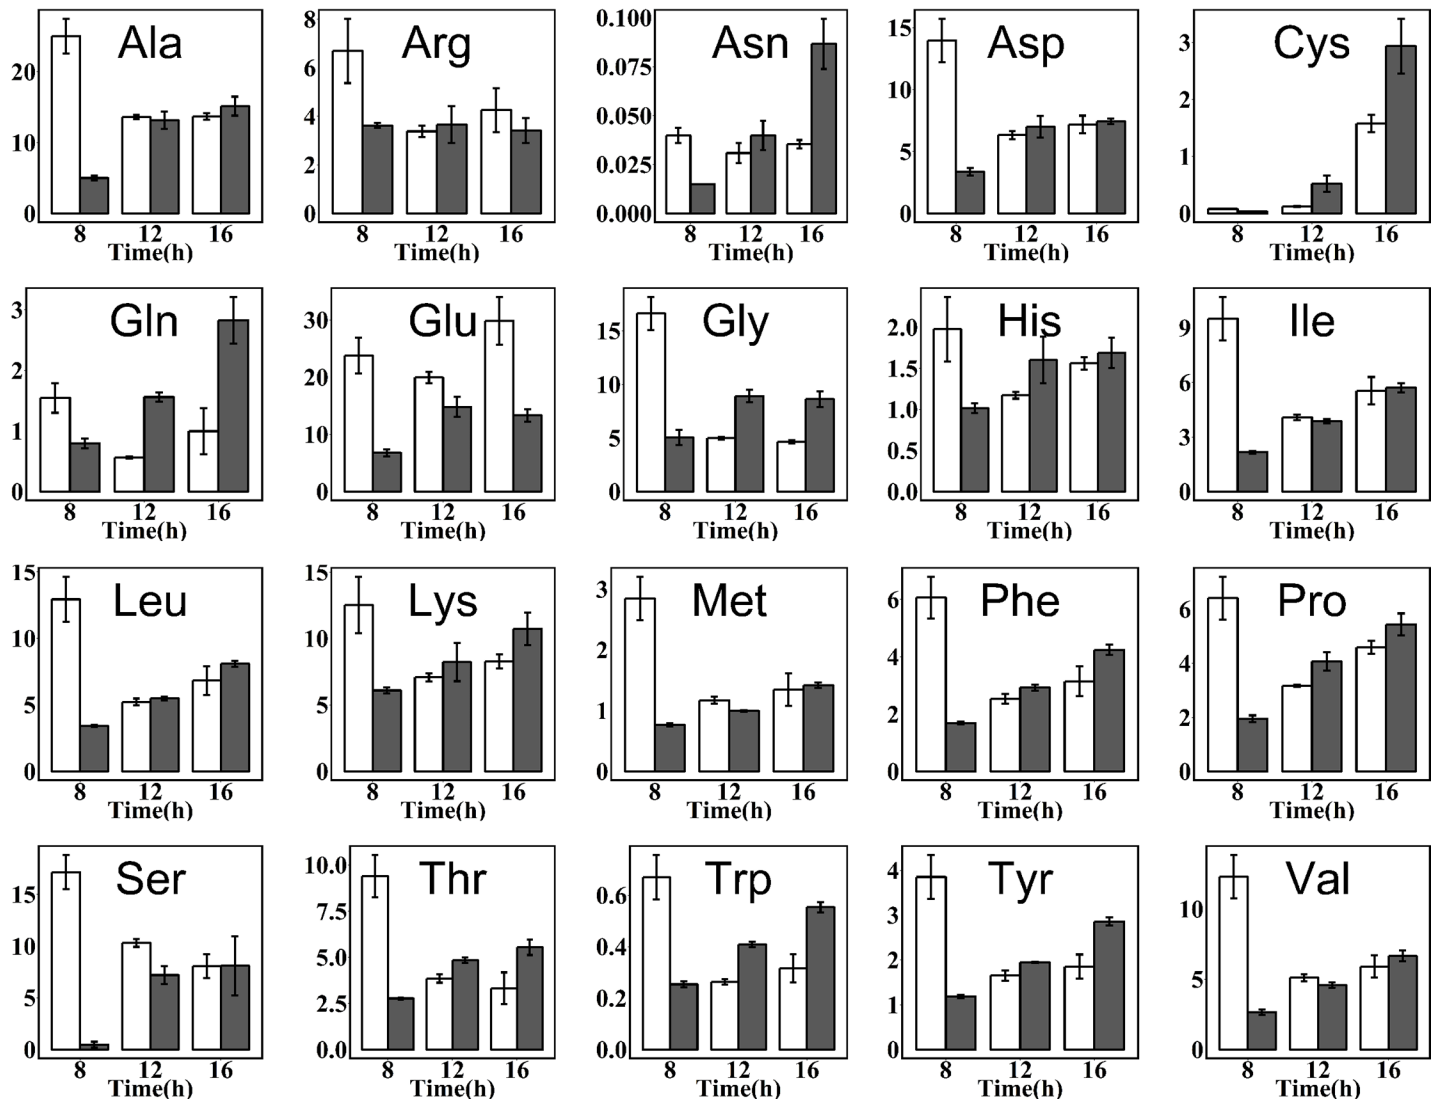 Ala
20
10
0
8 12 16
Time(h)
Arg
8
6
4
2
0
8 12 16
Time(h)
Asn
0.100
0.075
0.050
0.025
0.000
8 12 16
Time(h)
Asp
15
10
5
0
8 12 16
Time(h)
Cys
3
2
1
0
8 12 16
Time(h)
Gln
3
2
1
0
8 12 16
Time(h)
Glu
30
20
10
0
8 12 16
Time(h)
Gly
15
10
5
0
8 12 16
Time(h)
His
2.0
1.5
1.0
0.5
0.0
8 12 16
Time(h)
Ile
9
6
3
0
8 12 16
Time(h)
Leu
15
10
5
0
8 12 16
Time(h)
Lys
15
10
5
0
8 12 16
Time(h)
Met
3
2
1
0
8 12 16
Time(h)
Phe
6
4
2
0
8 12 16
Time(h)
Pro
6
4
2
0
8 12 16
Time(h)
Ser
15
10
5
0
8 12 16
Time(h)
Thr
10.0
7.5
5.0
2.5
0.0
8 12 16
Time(h)
Trp
0.6
0.4
0.2
0.0
8 12 16
Time(h)
Tyr
4
3
2
1
0
8 12 16
Time(h)
Val
10
5
0
8 12 16
Time(h)